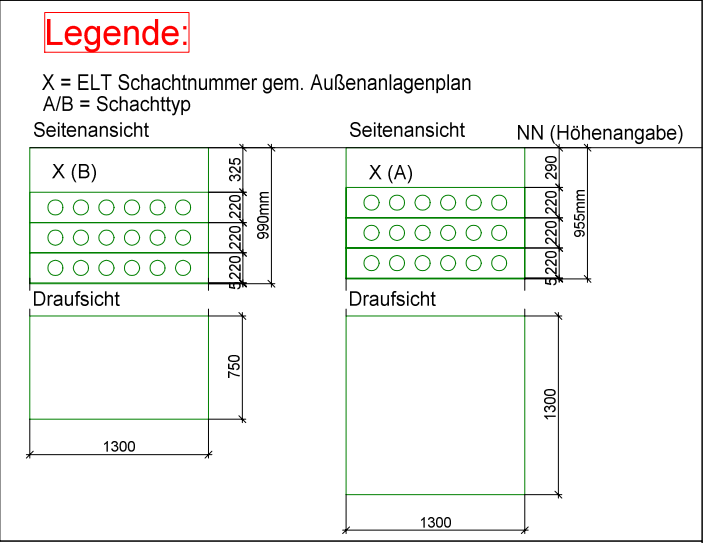 Legende:
X = ELT Schachtnummer gem. Außenanlagenplan
A/B = Schachttyp
Seitenansicht
X (B)
325
220
220
220
5
990mm
Seitenansicht
NN (Höhenangabe)
X (A)
290
220
220
220
5
955mm
Draufsicht
750
1300
Draufsicht
1300
1300